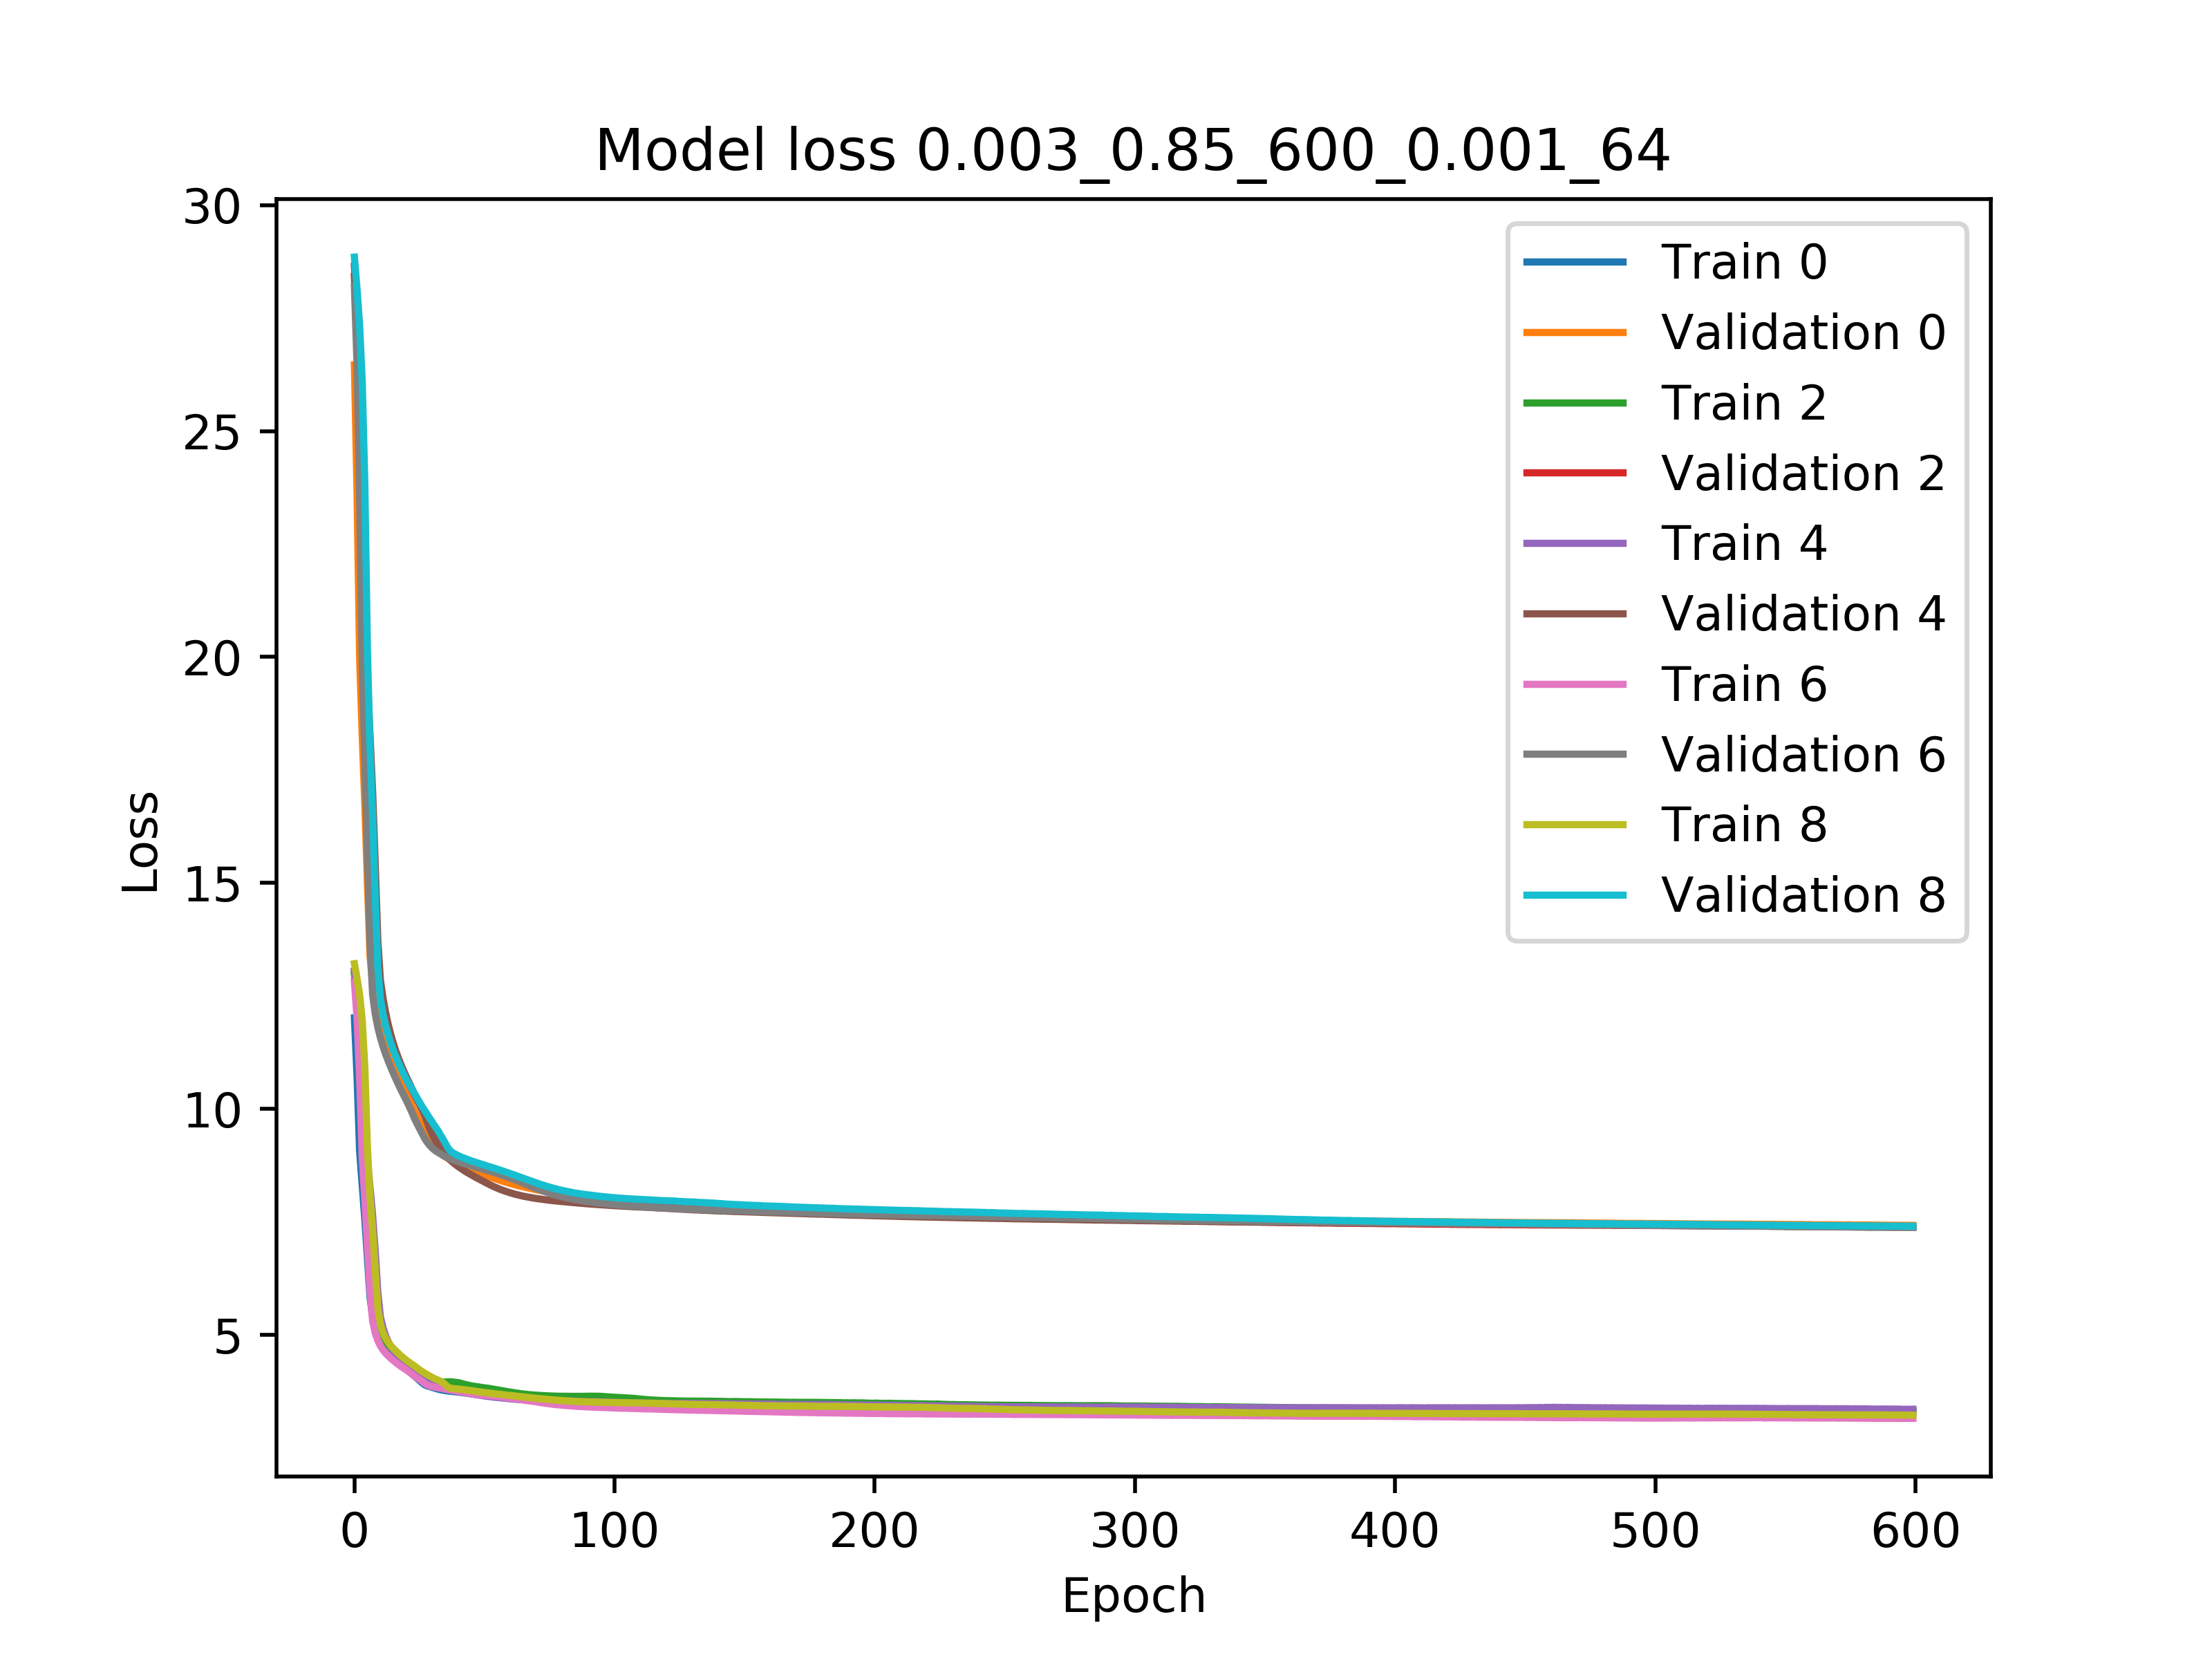 Model loss 0.003_0.85_600_0.001_64
30
25
20
15
10
5
Loss
0 100 200 300 400 500 600
Epoch
Train 0
Validation 0
Train 2
Validation 2
Train 4
Validation 4
Train 6
Validation 6
Train 8
Validation 8